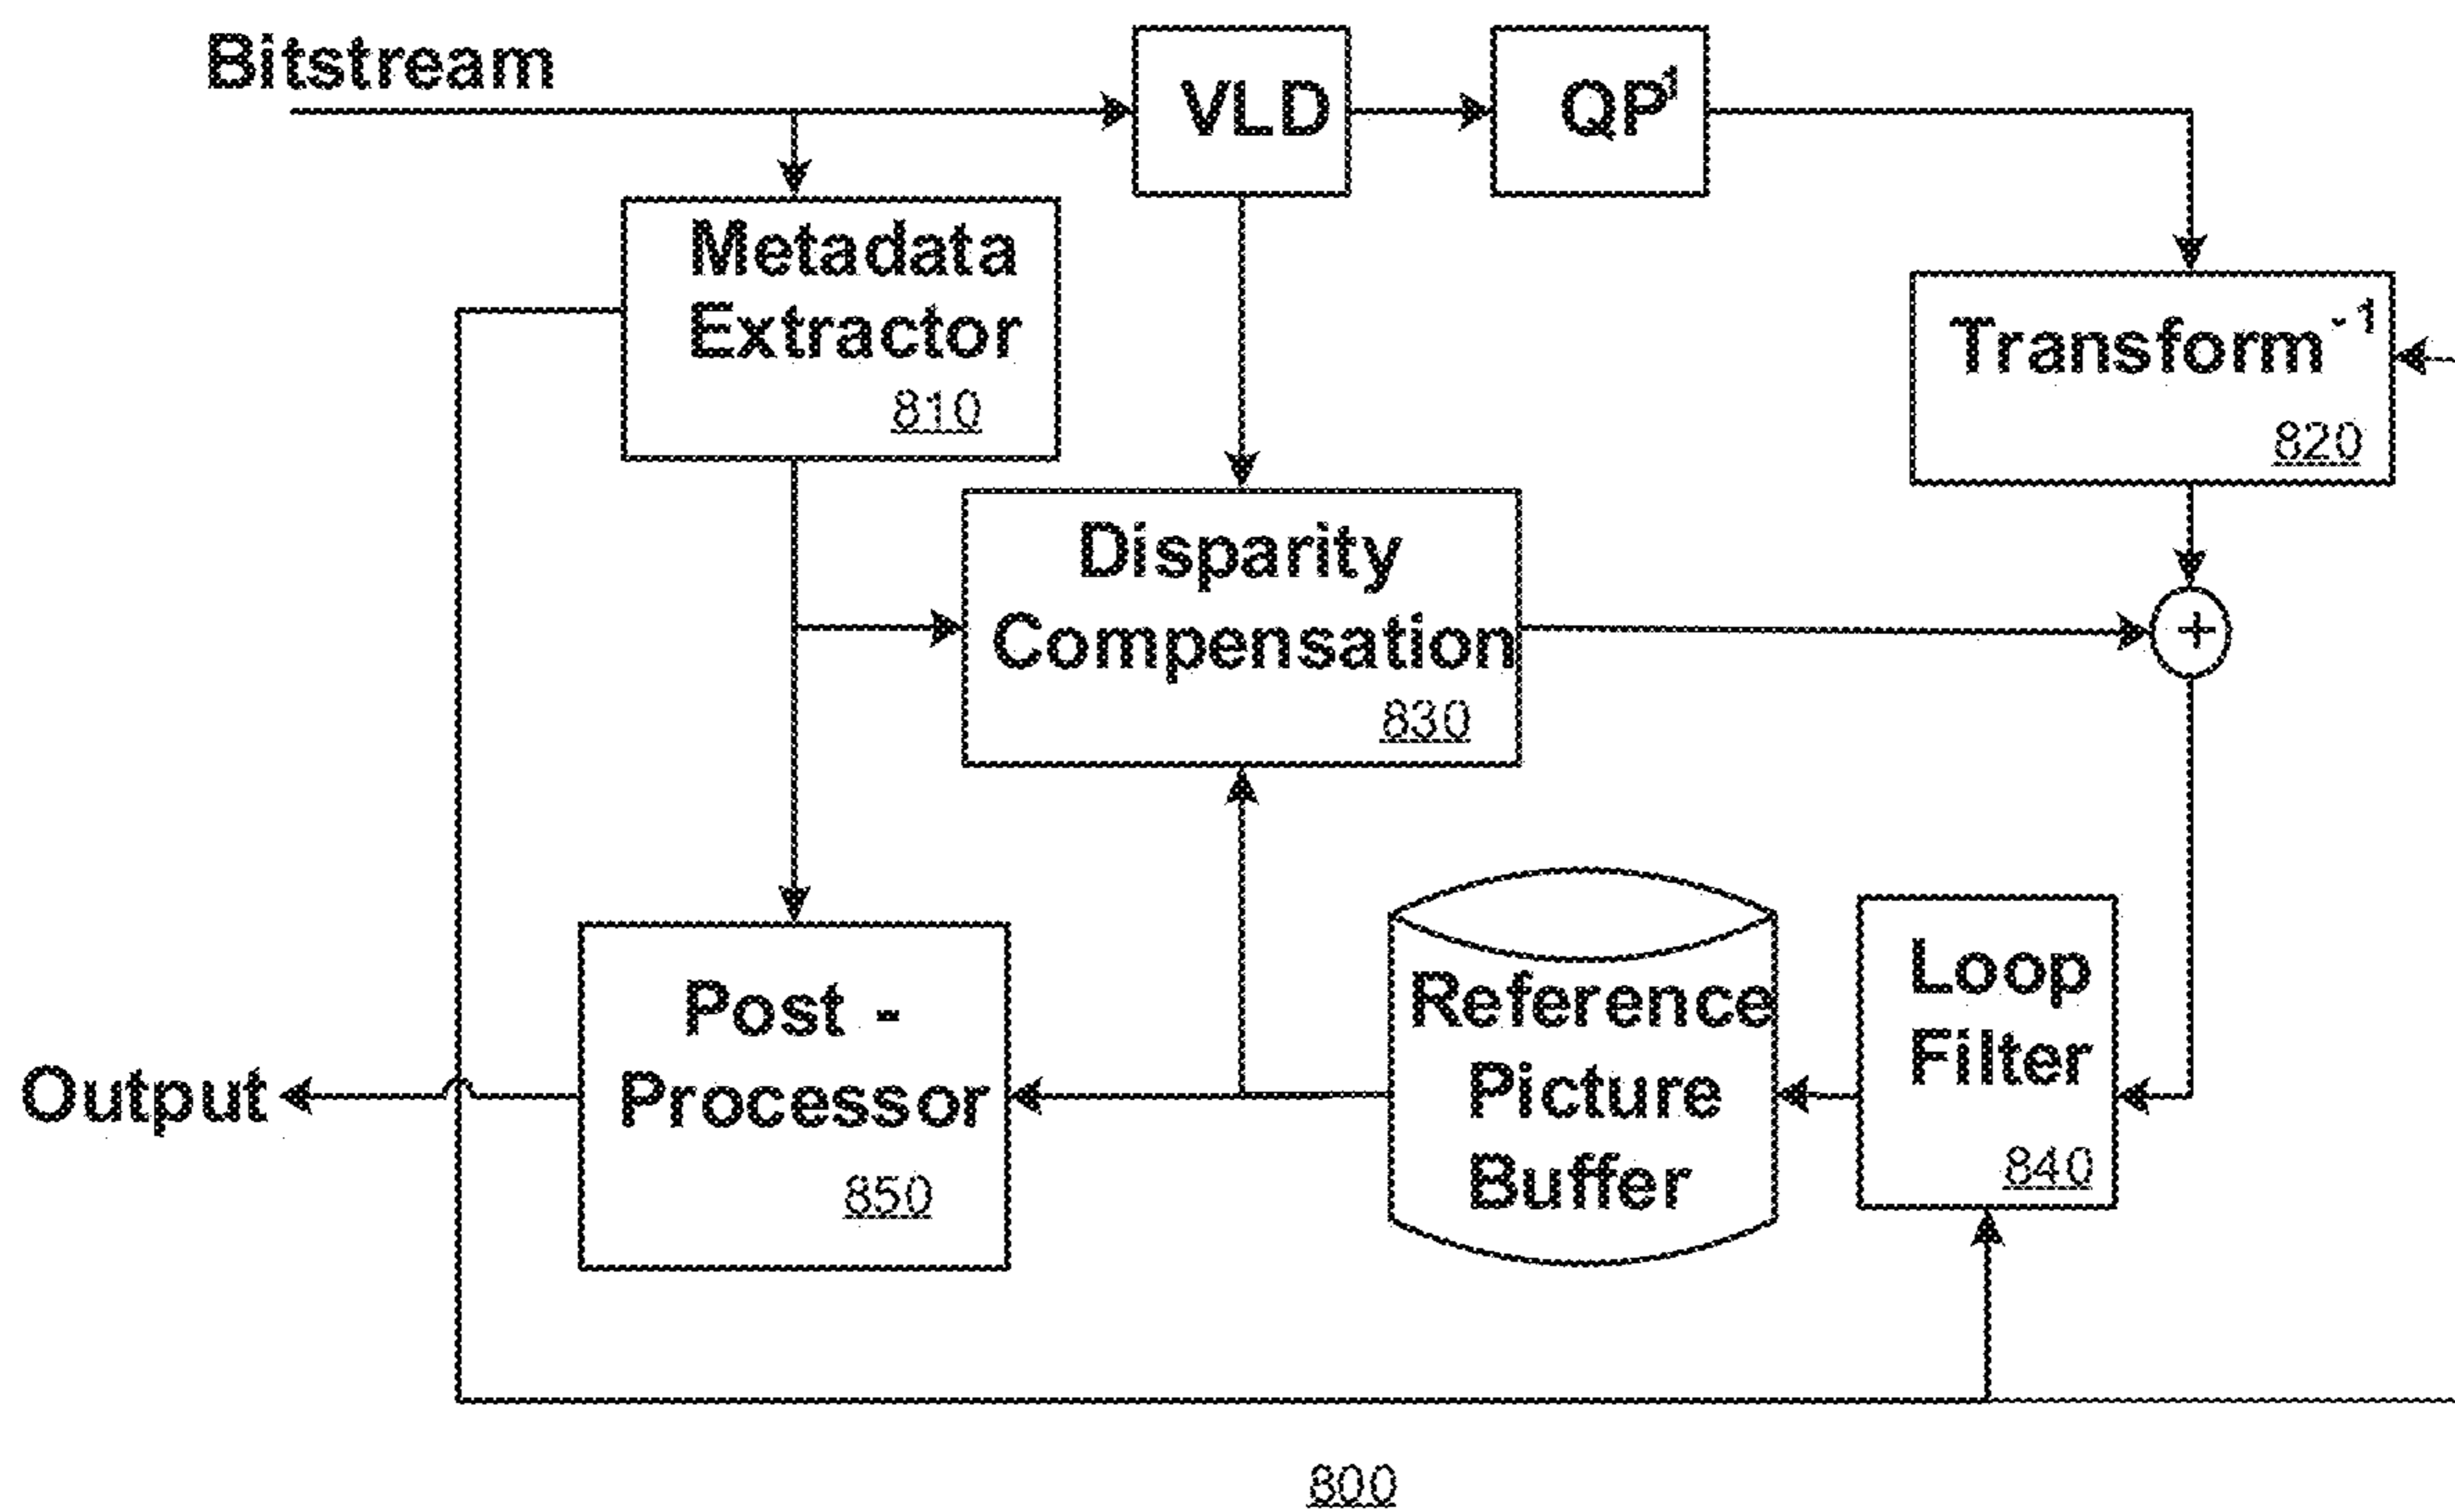 Bitstream
VLD
QP¹
Metadata
Extractor
810
Transform⁻¹
820
Disparity
Compensation
830
+
Post -
Processor
850
Reference
Picture
Buffer
Loop
Filter
840
Output
800